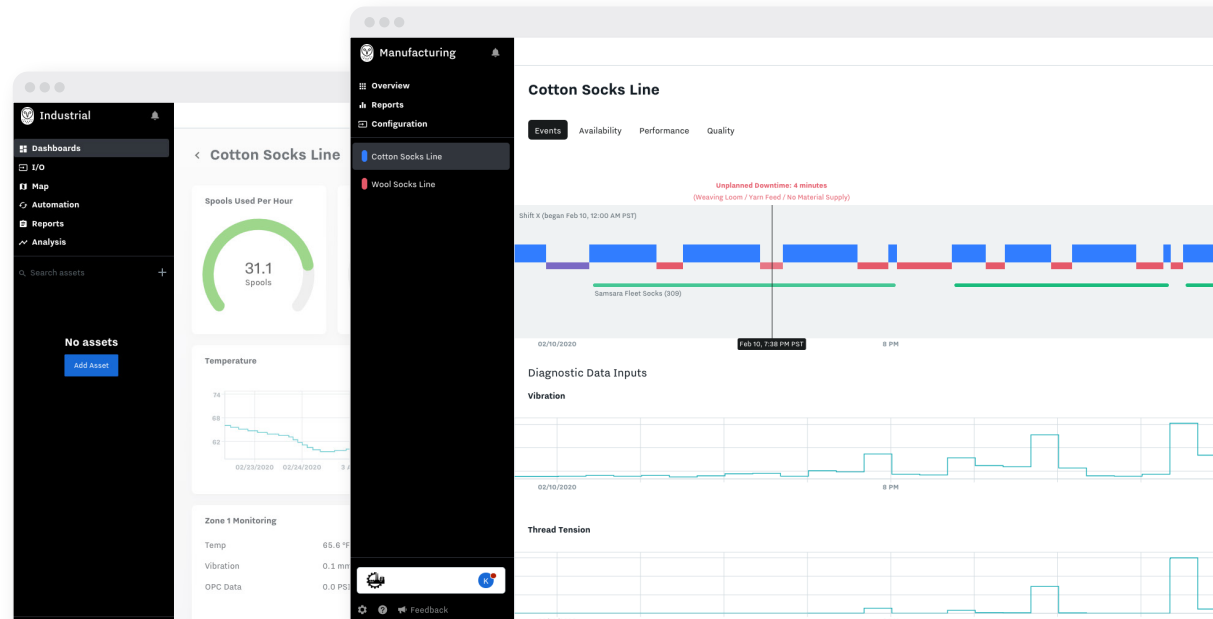 Industrial
Dashboards
I/O
Map
Automation
Reports
Analysis
Search assets
No assets
Add Asset
Cotton Socks Line
Spools Used Per Hour
31.1
Spools
Temperature
74
68
62
02/23/2020 02/24/2020
Zone 1 Monitoring
Temp 65.6 °F
Vibration 0.1
OPC Data 0.0
Manufacturing
Overview
Reports
Configuration
Cotton Socks Line
Wool Socks Line
K
Feedback
Cotton Socks Line
Events Availability Performance Quality
Unplanned Downtime: 4 minutes
(Weaving Loom / Yarn Feed / No Material Supply)
Shift X (began Feb 10, 12:00 AM PST)
Samsara Fleet Socks (309)
02/10/2020 Feb 10, 7:38 PM PST 8 PM
Diagnostic Data Inputs
Vibration
02/10/2020 8 PM
Thread Tension